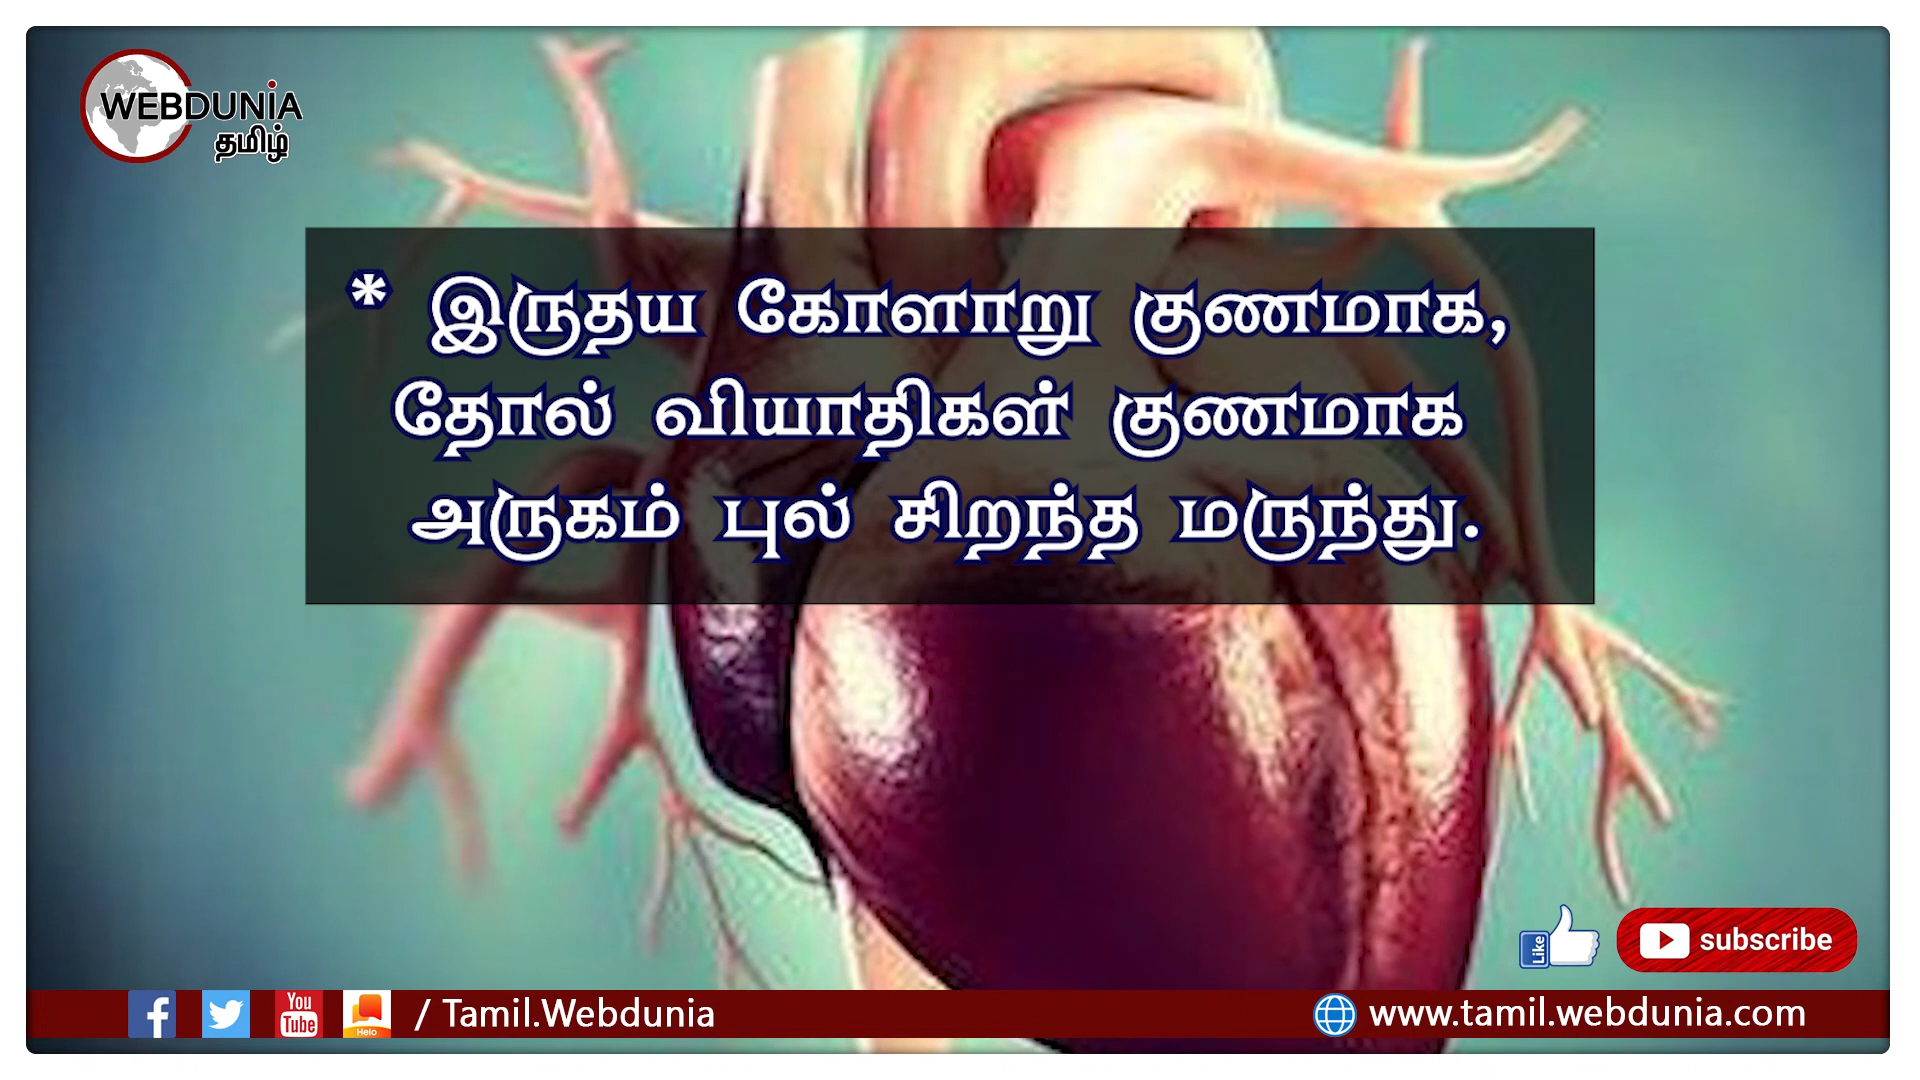 WEBDUNIA
தமிழ்
* இருதய கோளாறு குணமாக,
தோல் வியாதிகள் குணமாக
அருகம் புல் சிறந்த மருந்து.
Like
subscribe
You
Tube
Helo
/ Tamil.Webdunia
www.tamil.webdunia.com